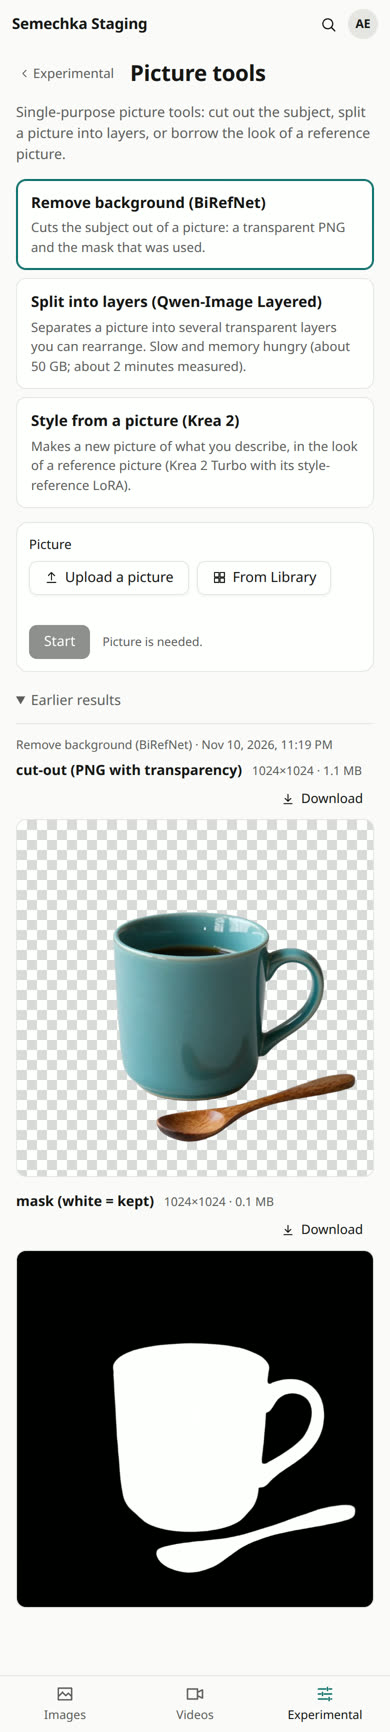 Semechka Staging
AE
Experimental
Picture tools
Single-purpose picture tools: cut out the subject, split
a picture into layers, or borrow the look of a reference
picture.
Remove background (BiRefNet)
Cuts the subject out of a picture: a transparent PNG
and the mask that was used.
Split into layers (Qwen-Image Layered)
Separates a picture into several transparent layers
you can rearrange. Slow and memory hungry (about
50 GB; about 2 minutes measured).
Style from a picture (Krea 2)
Makes a new picture of what you describe, in the look
of a reference picture (Krea 2 Turbo with its style-
reference LoRA).
Picture
Upload a picture
From Library
Start
Picture is needed.
Earlier results
Remove background (BiRefNet) · Nov 10, 2026, 11:19 PM
cut-out (PNG with transparency) 1024×1024 · 1.1 MB
Download
mask (white = kept) 1024×1024 · 0.1 MB
Download
Images
Videos
Experimental